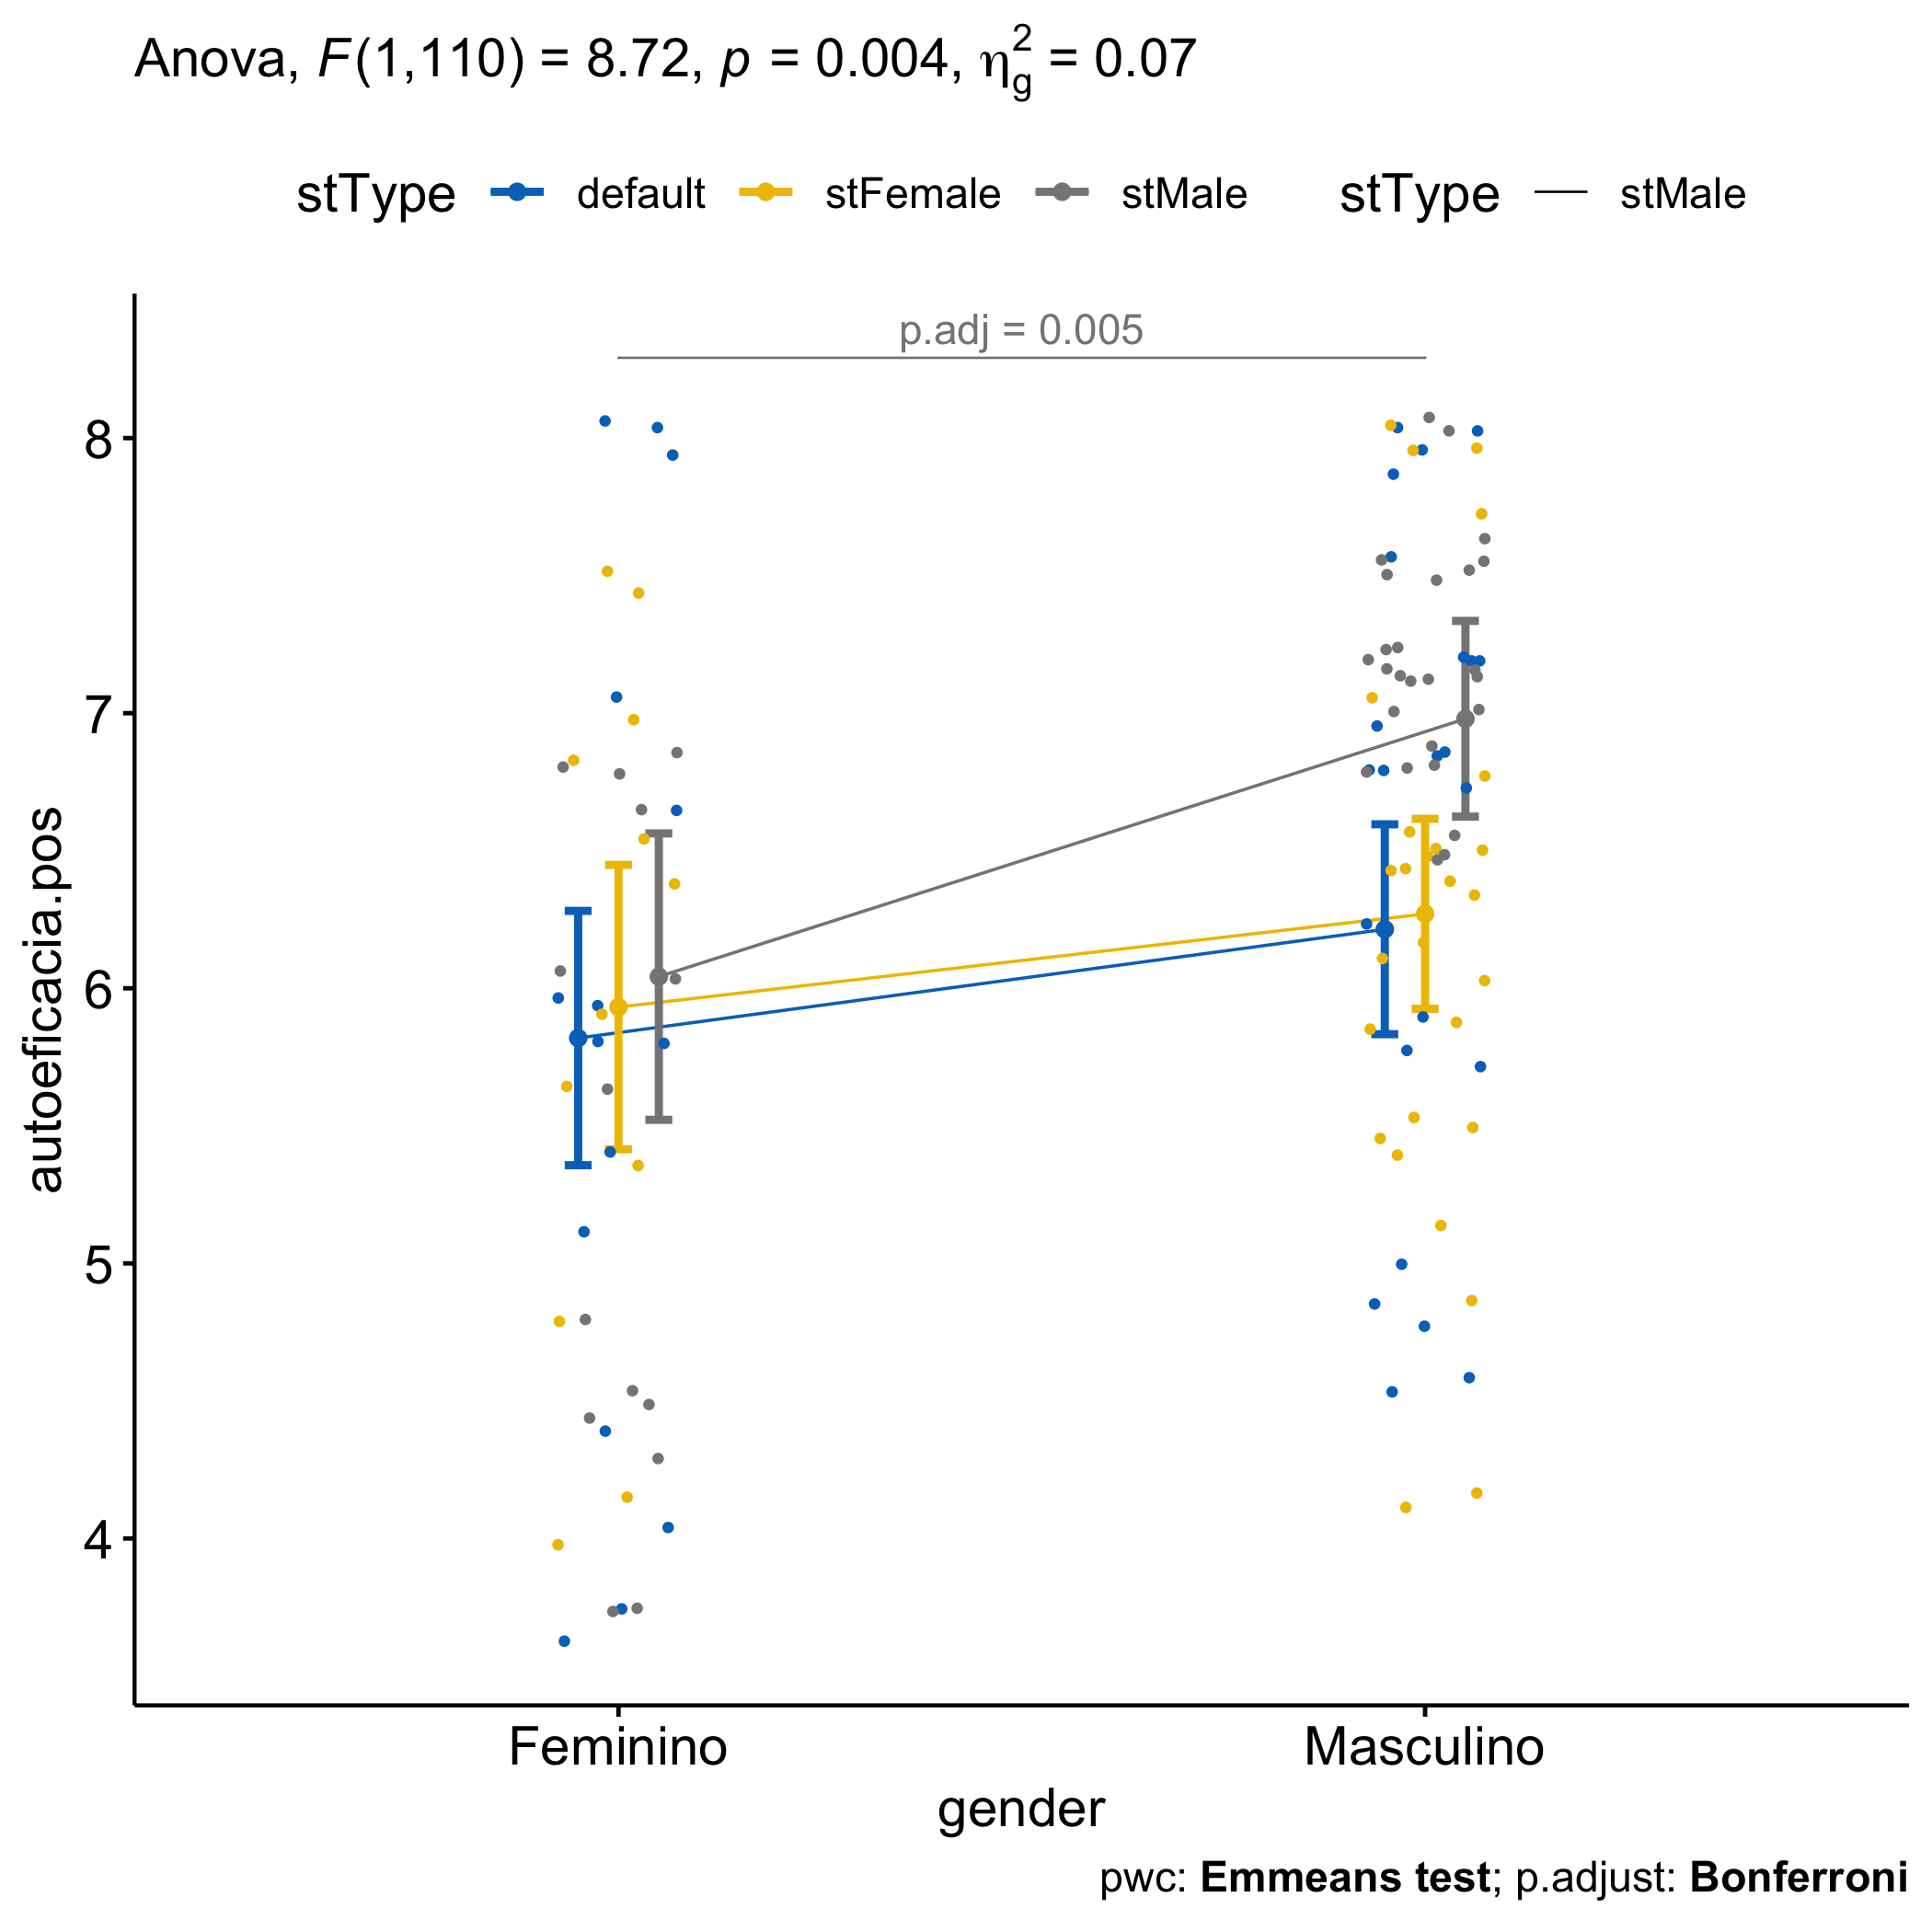 Anova, F(1,110) = 8.72, p = 0.004, η²g = 0.07
stType default stFemale stMale stType stMale
p.adj = 0.005
8
7
6
5
4
autoeficacia.pos
Feminino Masculino
gender
pwc: Emmeans test; p.adjust: Bonferroni